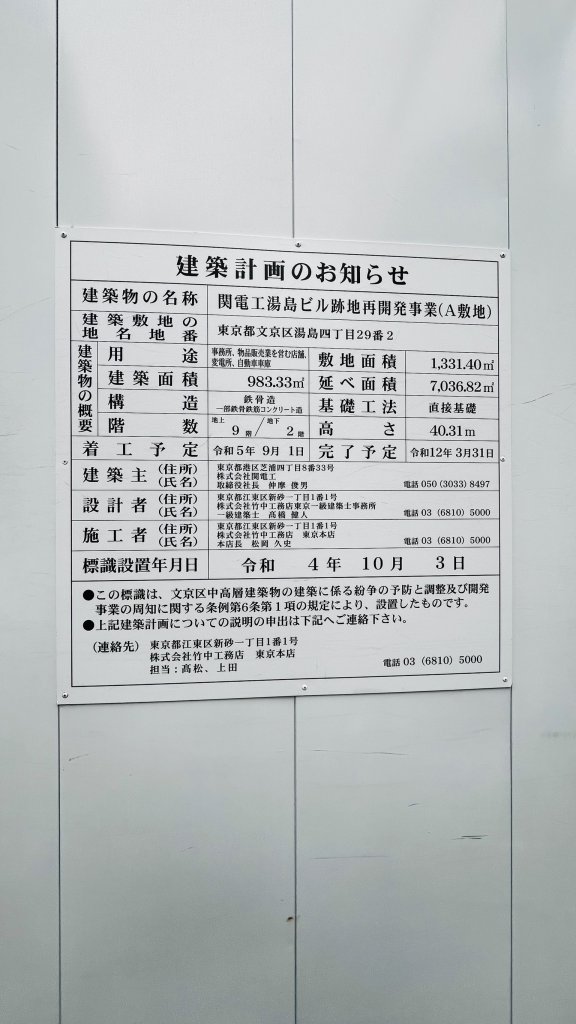 建築計画のお知らせ
建築物の名称 関電工湯島ビル跡地再開発事業(A敷地)
建築敷地の地名地番 東京都文京区湯島四丁目29番2
建築物の概要
用途 事務所、物品販売業を営む店舗、変電所、自動車車庫
敷地面積 1,331.40㎡
建築面積 983.33㎡
延べ面積 7,036.82㎡
構造 鉄骨造 一部鉄骨鉄筋コンクリート造
基礎工法 直接基礎
階数 地上9階/地下2階
高さ 40.31m
着工予定 令和5年9月1日
完了予定 令和12年3月31日
建築主(住所)(氏名)
東京都港区芝浦四丁目8番33号
株式会社関電工
取締役社長 仲摩 俊男 電話 050(3033)8497
設計者(住所)(氏名)
東京都江東区新砂一丁目1番1号
株式会社竹中工務店東京一級建築士事務所
一級建築士 髙橋 健人 電話 03(6810)5000
施工者(住所)(氏名)
東京都江東区新砂一丁目1番1号
株式会社竹中工務店 東京本店
本店長 松岡 久史 電話 03(6810)5000
標識設置年月日 令和 4年 10月 3日
●この標識は、文京区中高層建築物の建築に係る紛争の予防と調整及び開発
事業の周知に関する条例第6条第1項の規定により、設置したものです。
●上記建築計画についての説明の申出は下記へご連絡下さい。
(連絡先) 東京都江東区新砂一丁目1番1号
株式会社竹中工務店 東京本店
担当:髙松、上田 電話 03(6810)5000